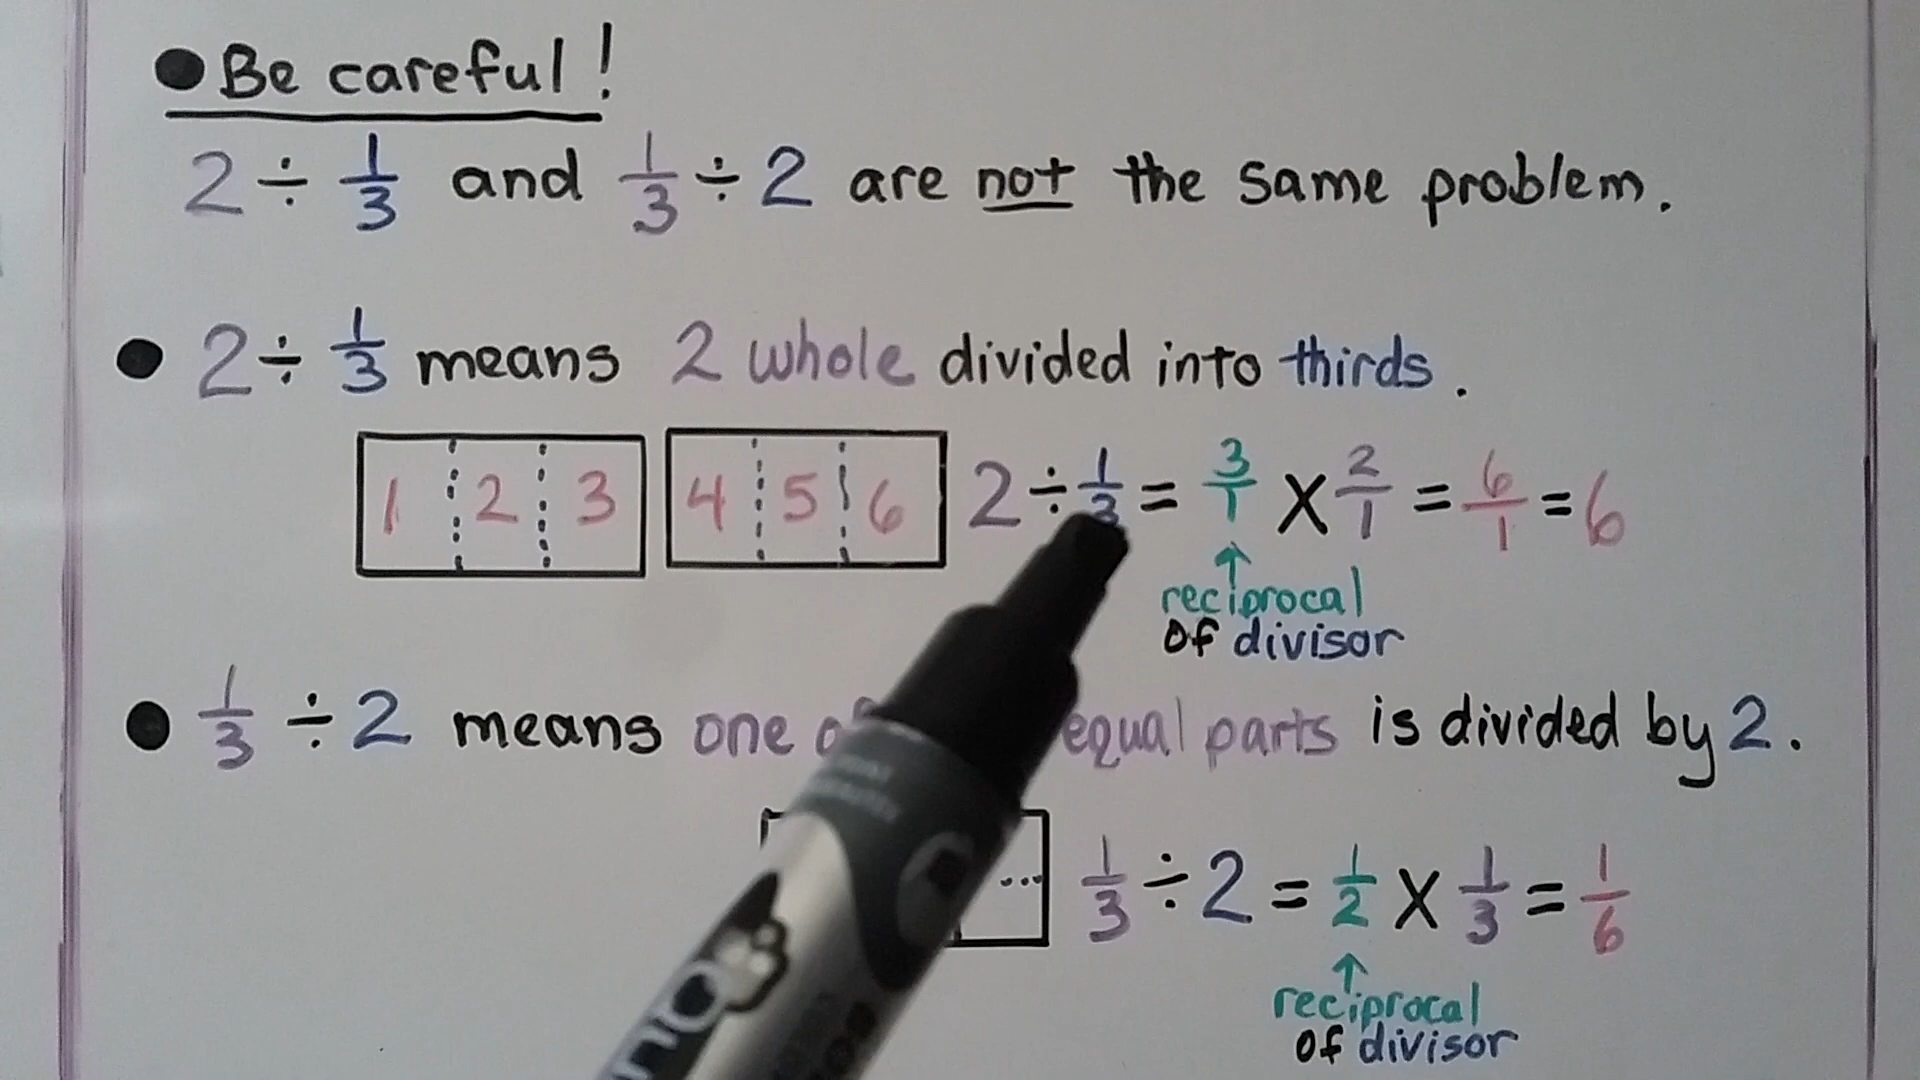 Be careful!
2 ÷ 1/3 and 1/3 ÷ 2 are not the same problem.
2 ÷ 1/3 means 2 whole divided into thirds.
1 2 3 4 5 6 2 ÷ 1/3 = 3/1 X 2/1 = 6/1 = 6
reciprocal
of divisor
1/3 ÷ 2 means one equal parts is divided by 2.
1/3 ÷ 2 = 1/2 X 1/3 = 1/6
reciprocal
of divisor